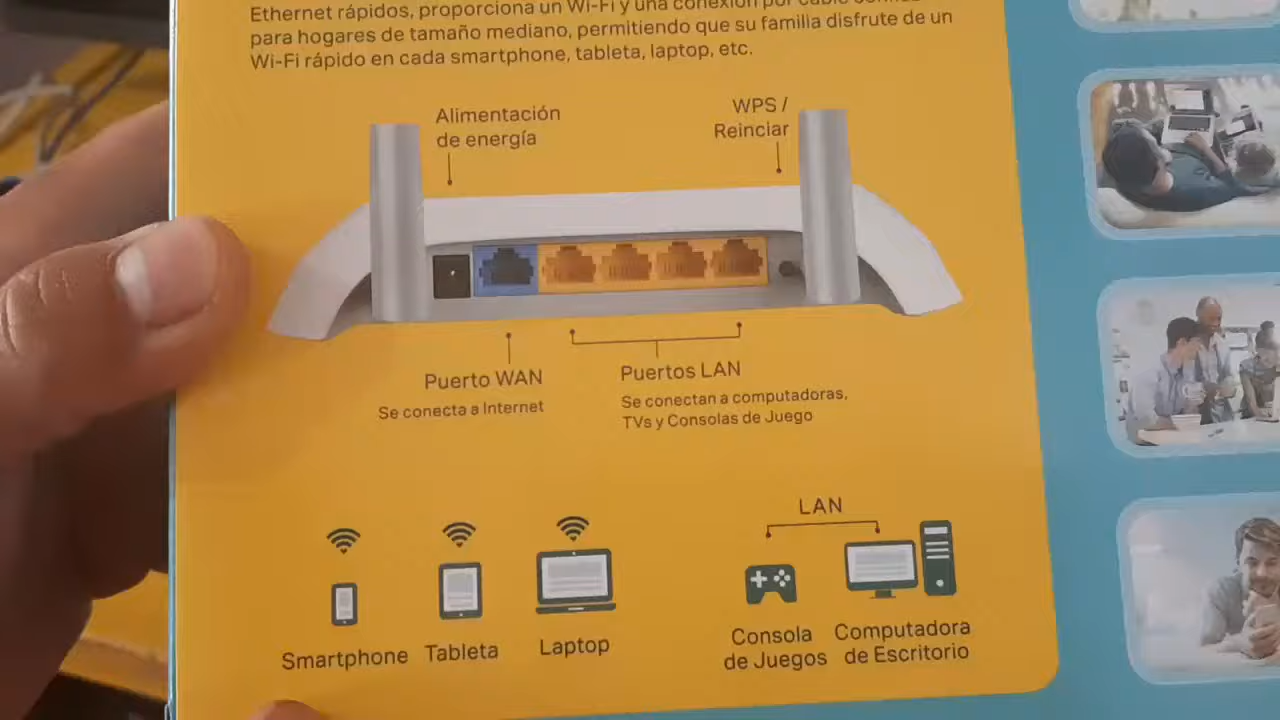 Ethernet rápidos, proporciona un Wi-Fi y una conexión por cable
para hogares de tamaño mediano, permitiendo que su familia disfrute de un
Wi-Fi rápido en cada smartphone, tableta, laptop, etc.
Alimentación
de energía
WPS /
Reinciar
Puerto WAN
Se conecta a Internet
Puertos LAN
Se conectan a computadoras,
TVs y Consolas de Juego
LAN
Smartphone
Tableta
Laptop
Consola
de Juegos
Computadora
de Escritorio